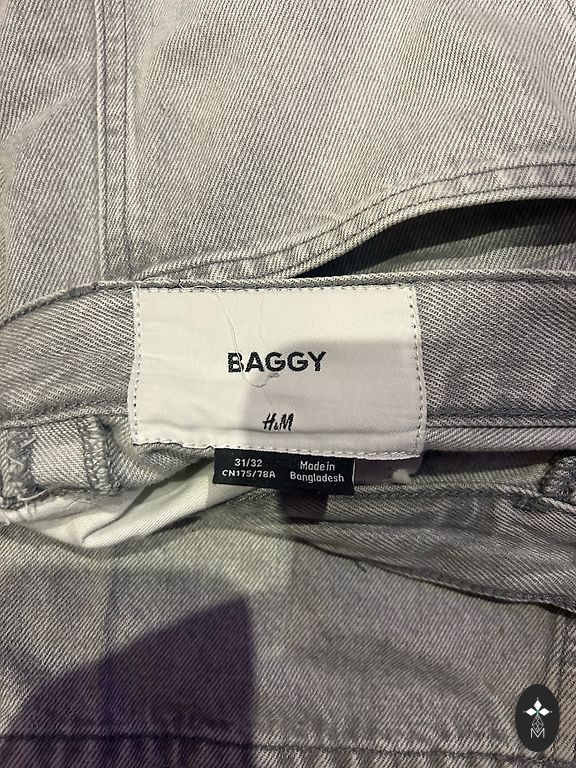 BAGGY
H&M
31/32
CN175/78A
Made in
Bangladesh